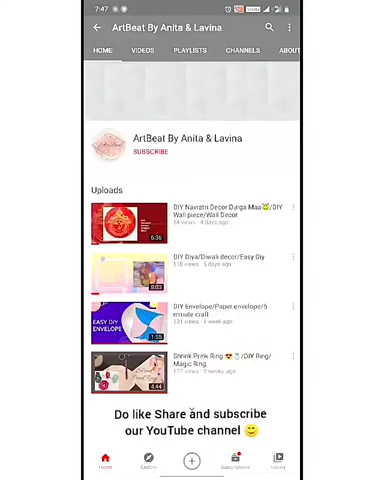 7:47
ArtBeat By Anita & Lavina
HOME VIDEOS PLAYLISTS CHANNELS ABOUT
ArtBeat By Anita & Lavina
SUBSCRIBE
Uploads
DIY Navratri Decor Durga Maa😇/DIY
Wall piece/Wall Decor
54 views · 4 days ago
6:36
DIY Diya/Diwali decor/Easy Diy
118 views · 5 days ago
8:03
DIY Envelope/Paper envelope/5
minute craft
121 views · 1 week ago
EASY DIY
ENVELOPE
1:55
Shrink Prink Ring 😍💍/DIY Ring/
Magic Ring
177 views · 2 weeks ago
4:44
Do like Share and subscribe
our YouTube channel 😊
Home Explore Subscriptions Library